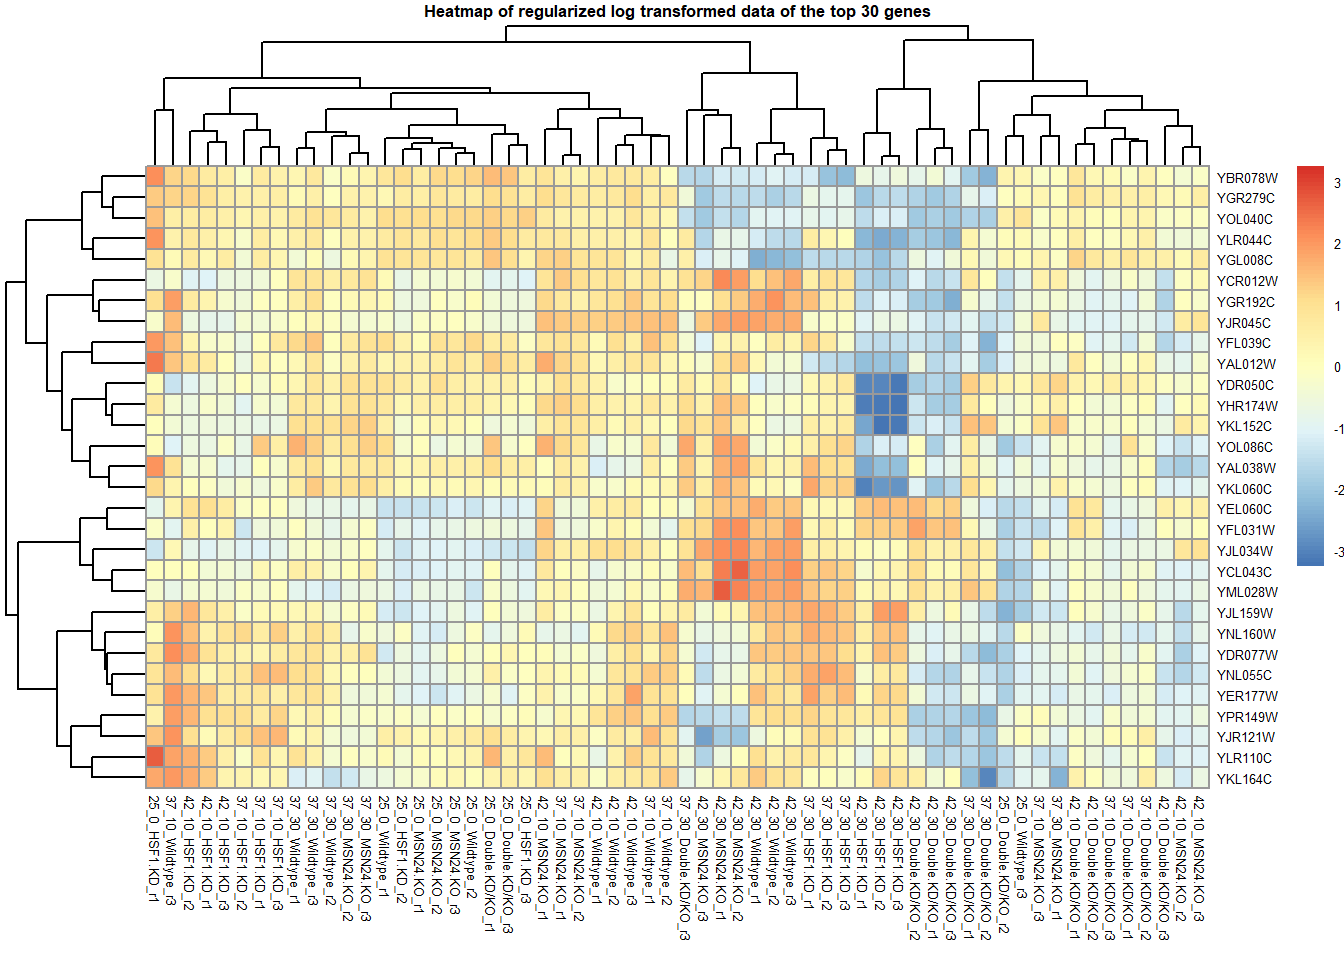 Heatmap of regularized log transformed data of the top 30 genes
YBR078W
YGR279C
YOL040C
YLR044C
YGL008C
YCR012W
YGR192C
YJR045C
YFL039C
YAL012W
YDR050C
YHR174W
YKL152C
YOL086C
YAL038W
YKL060C
YEL060C
YFL031W
YJL034W
YCL043C
YML028W
YJL159W
YNL160W
YDR077W
YNL055C
YER177W
YPR149W
YJR121W
YLR110C
YKL164C
3
2
1
0
-1
-2
-3
25_0_HSF1.KD_r1
37_10_Wildtype_r3
42_10_HSF1.KD_r2
42_10_HSF1.KD_r1
42_10_HSF1.KD_r3
37_10_HSF1.KD_r2
37_10_HSF1.KD_r1
37_10_HSF1.KD_r3
37_30_Wildtype_r1
37_30_Wildtype_r3
37_30_Wildtype_r2
37_30_MSN24.KO_r2
37_30_MSN24.KO_r3
25_0_Wildtype_r1
25_0_HSF1.KD_r2
25_0_MSN24.KO_r1
25_0_MSN24.KO_r2
25_0_MSN24.KO_r3
25_0_Wildtype_r2
25_0_Double.KD/KO_r1
25_0_Double.KD/KO_r3
25_0_HSF1.KD_r3
42_10_MSN24.KO_r1
37_10_MSN24.KO_r1
37_10_MSN24.KO_r2
42_10_Wildtype_r1
42_10_Wildtype_r2
42_10_Wildtype_r3
37_10_Wildtype_r1
37_10_Wildtype_r2
37_30_Double.KD/KO_r3
42_30_MSN24.KO_r3
42_30_MSN24.KO_r1
42_30_MSN24.KO_r2
42_30_Wildtype_r1
42_30_Wildtype_r2
42_30_Wildtype_r3
37_30_HSF1.KD_r1
37_30_HSF1.KD_r2
37_30_HSF1.KD_r3
42_30_HSF1.KD_r1
42_30_HSF1.KD_r2
42_30_HSF1.KD_r3
42_30_Double.KD/KO_r2
42_30_Double.KD/KO_r1
42_30_Double.KD/KO_r3
37_30_Double.KD/KO_r1
37_30_Double.KD/KO_r2
25_0_Double.KD/KO_r2
25_0_Wildtype_r3
37_10_MSN24.KO_r3
37_30_MSN24.KO_r1
42_10_Double.KD/KO_r1
42_10_Double.KD/KO_r2
37_10_Double.KD/KO_r3
37_10_Double.KD/KO_r1
37_10_Double.KD/KO_r2
42_10_Double.KD/KO_r3
42_10_MSN24.KO_r2
42_10_MSN24.KO_r3